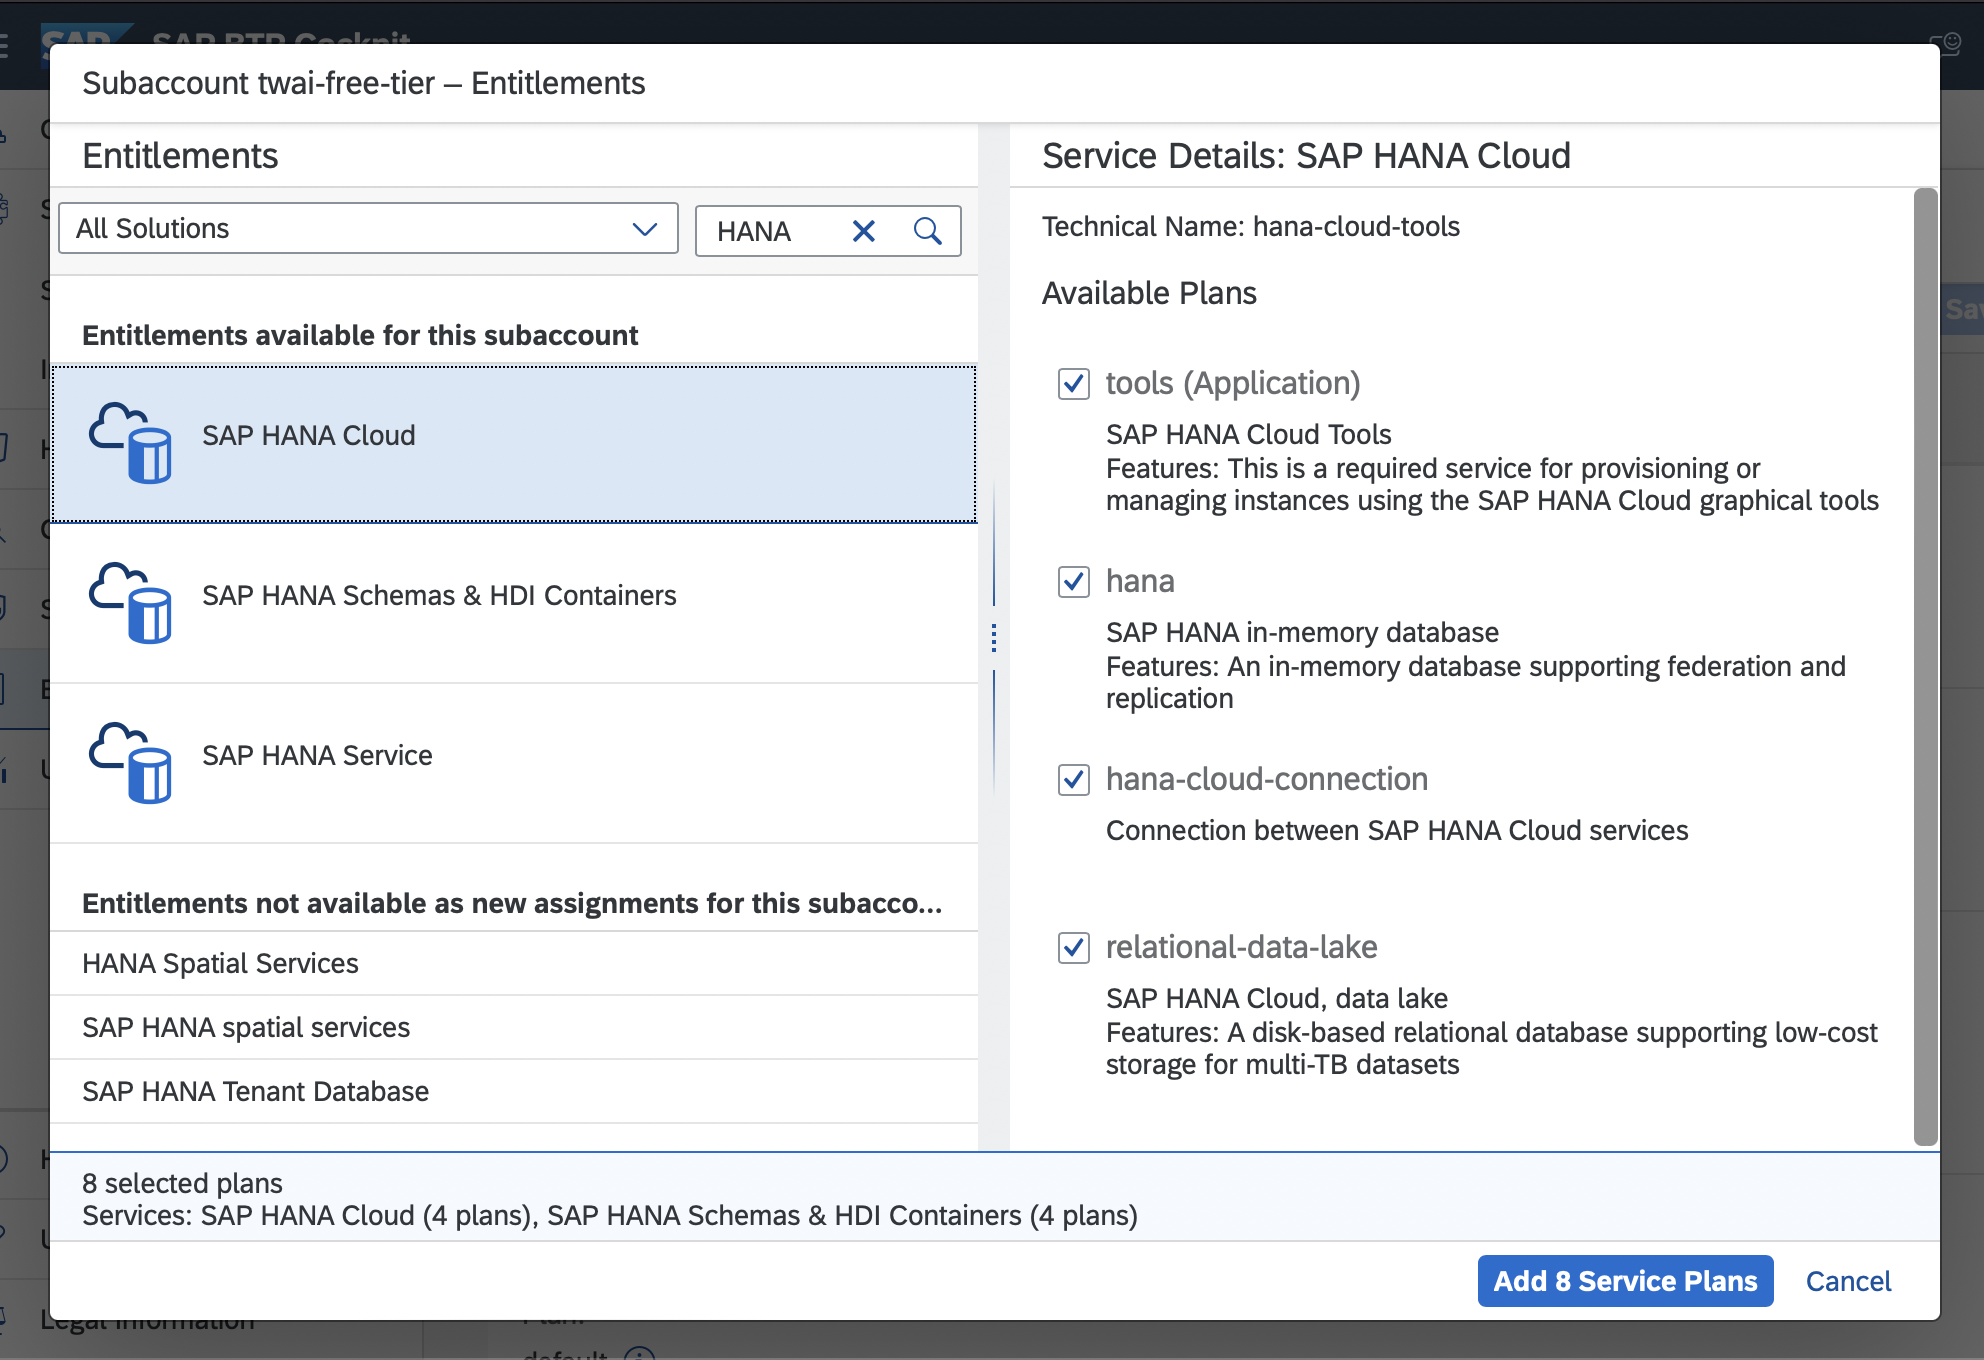 SAP SAP BTP Cockpit
Subaccount twai-free-tier – Entitlements
Entitlements
All Solutions
HANA
Entitlements available for this subaccount
SAP HANA Cloud
SAP HANA Schemas & HDI Containers
SAP HANA Service
Entitlements not available as new assignments for this subacco...
HANA Spatial Services
SAP HANA spatial services
SAP HANA Tenant Database
Service Details: SAP HANA Cloud
Technical Name: hana-cloud-tools
Available Plans
tools (Application)
SAP HANA Cloud Tools
Features: This is a required service for provisioning or
managing instances using the SAP HANA Cloud graphical tools
hana
SAP HANA in-memory database
Features: An in-memory database supporting federation and
replication
hana-cloud-connection
Connection between SAP HANA Cloud services
relational-data-lake
SAP HANA Cloud, data lake
Features: A disk-based relational database supporting low-cost
storage for multi-TB datasets
8 selected plans
Services: SAP HANA Cloud (4 plans), SAP HANA Schemas & HDI Containers (4 plans)
Add 8 Service Plans
Cancel
Legal Information
default